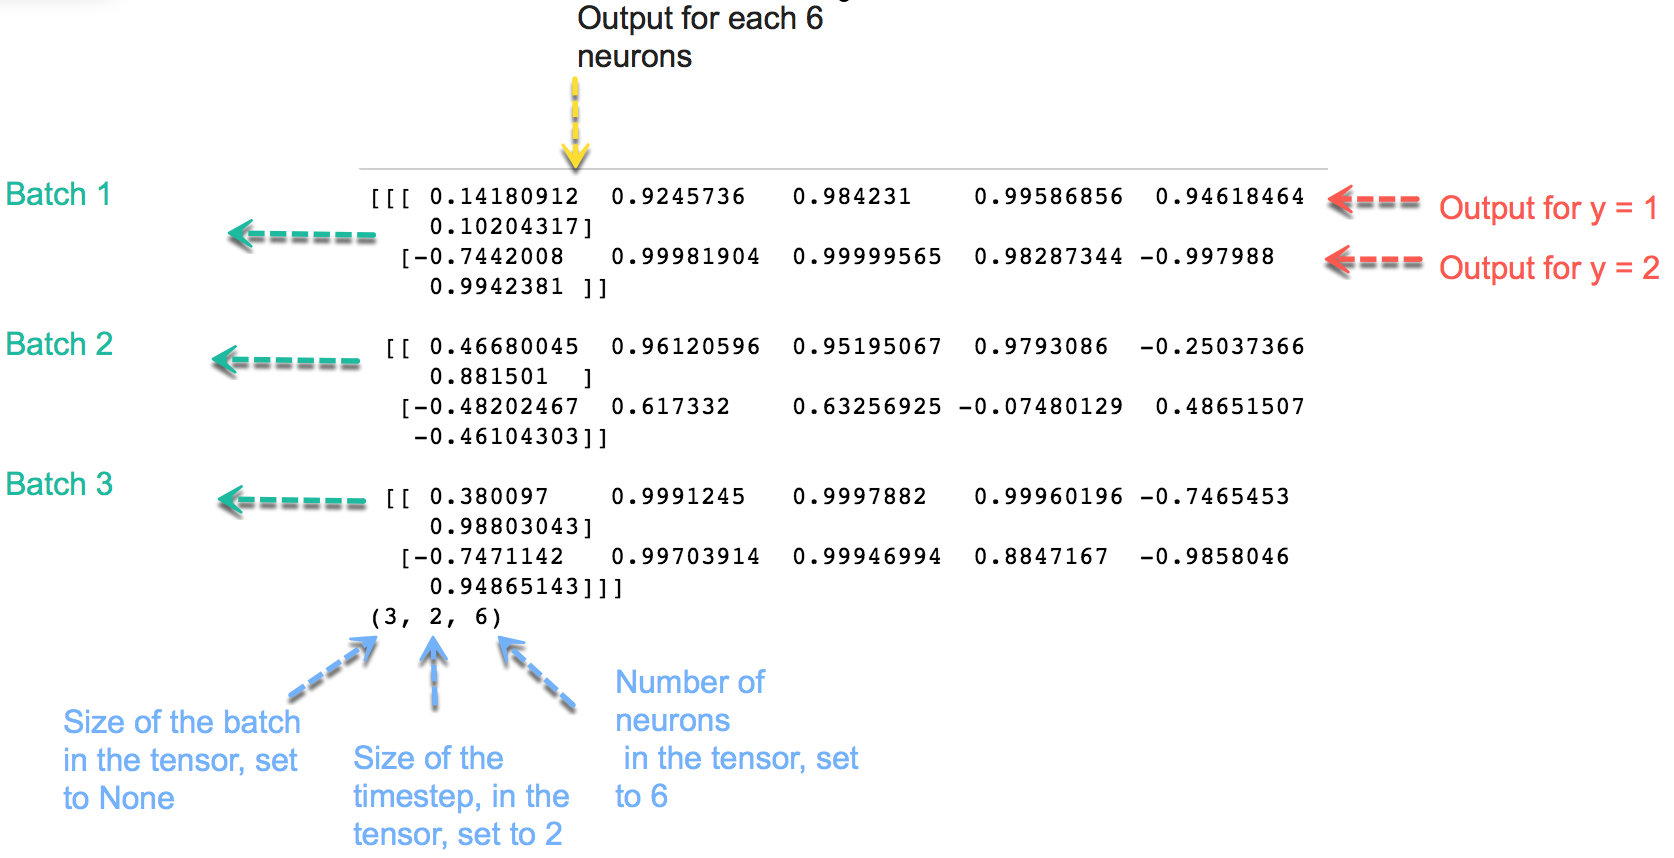 Output for each 6
neurons
Batch 1
[[[ 0.14180912 0.9245736 0.984231 0.99586856 0.94618464
0.10204317]
Output for y = 1
[-0.7442008 0.99981904 0.99999565 0.98287344 -0.997988
0.9942381 ]]
Output for y = 2
Batch 2
[[ 0.46680045 0.96120596 0.95195067 0.9793086 -0.25037366
0.881501 ]
[-0.48202467 0.617332 0.63256925 -0.07480129 0.48651507
-0.46104303]]
Batch 3
[[ 0.380097 0.9991245 0.9997882 0.99960196 -0.7465453
0.98803043]
[-0.7471142 0.99703914 0.99946994 0.8847167 -0.9858046
0.94865143]]]
(3, 2, 6)
Size of the batch
in the tensor, set
to None
Size of the
timestep, in the
tensor, set to 2
Number of
neurons
in the tensor, set
to 6